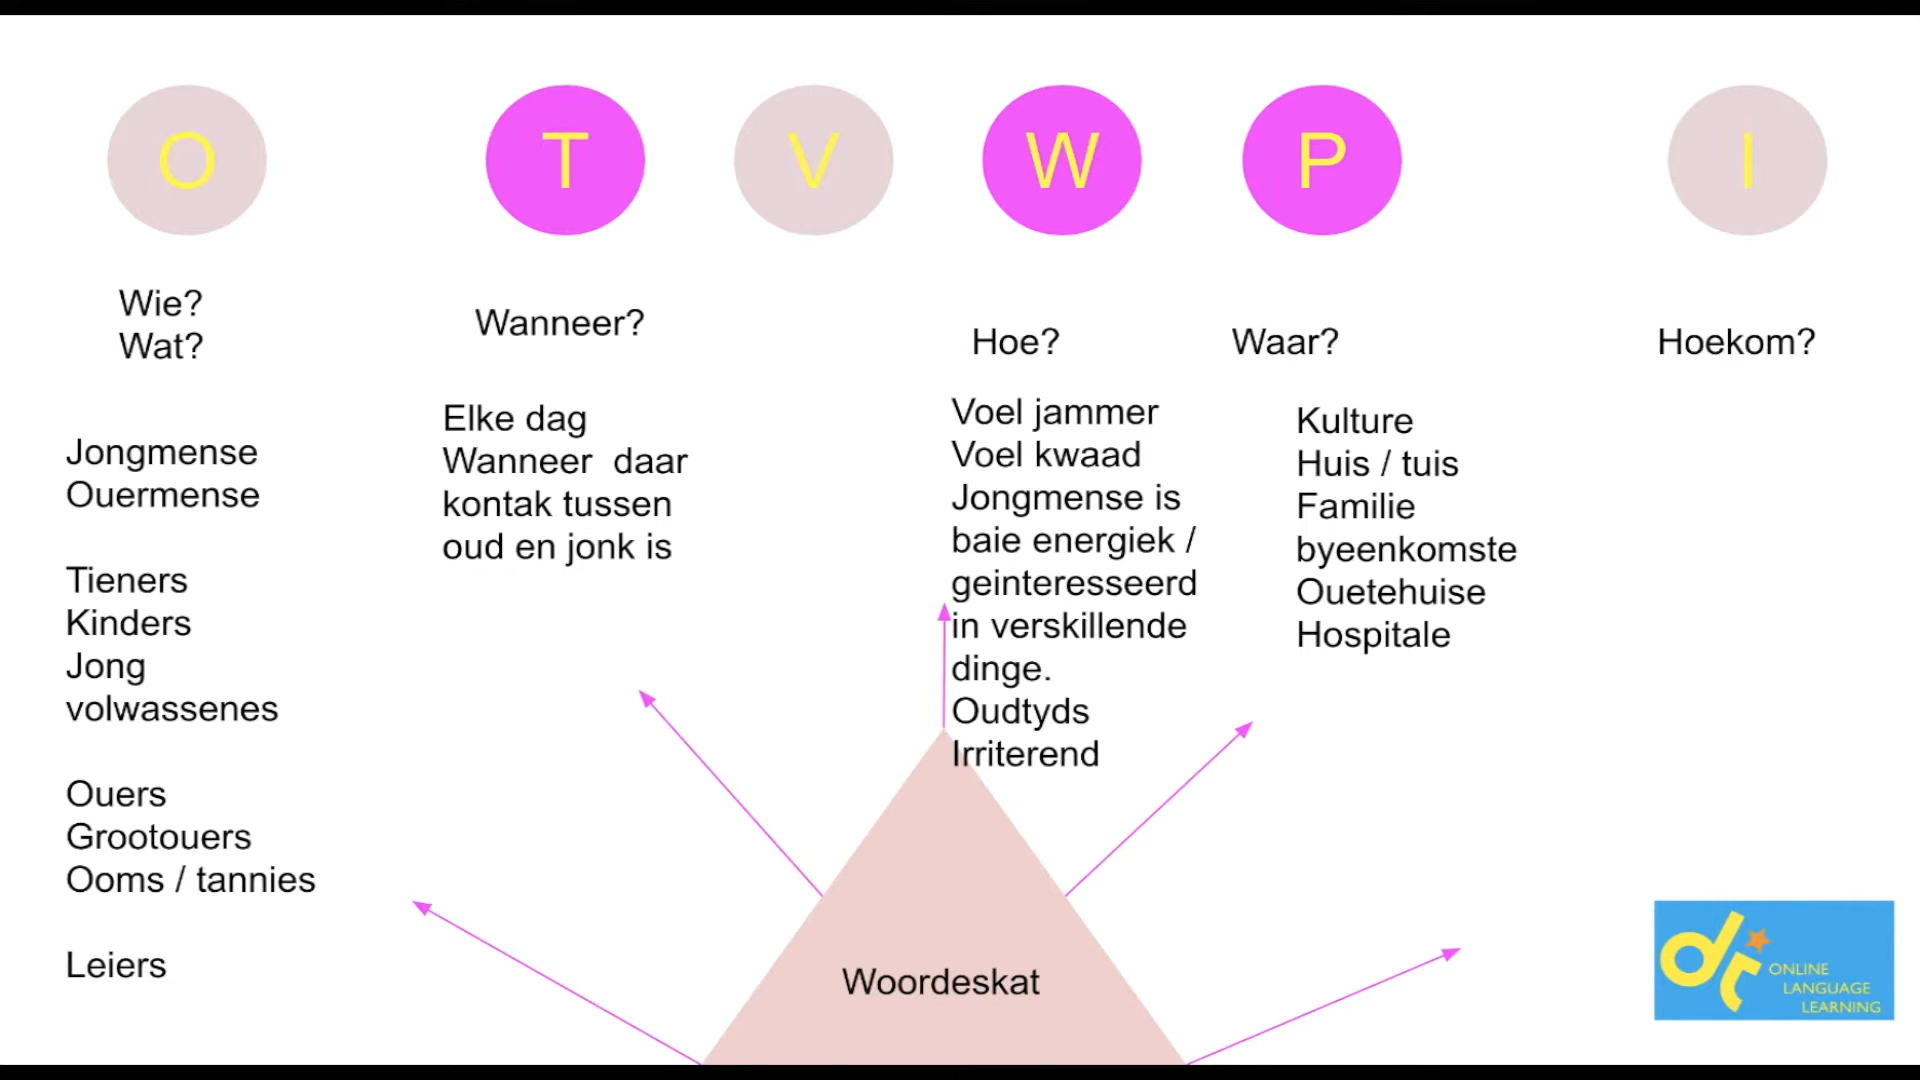 O
T
V
W
P
I
Wie?
Wat?
Jongmense
Ouermense
Tieners
Kinders
Jong
volwassenes
Ouers
Grootouers
Ooms / tannies
Leiers
Wanneer?
Elke dag
Wanneer  daar
kontak tussen
oud en jonk is
Hoe?
Voel jammer
Voel kwaad
Jongmense is
baie energiek /
geinteresseerd
in verskillende
dinge.
Oudtyds
Irriterend
Waar?
Kulture
Huis / tuis
Familie
byeenkomste
Ouetehuise
Hospitale
Hoekom?
Woordeskat
dt
ONLINE
LANGUAGE
LEARNING